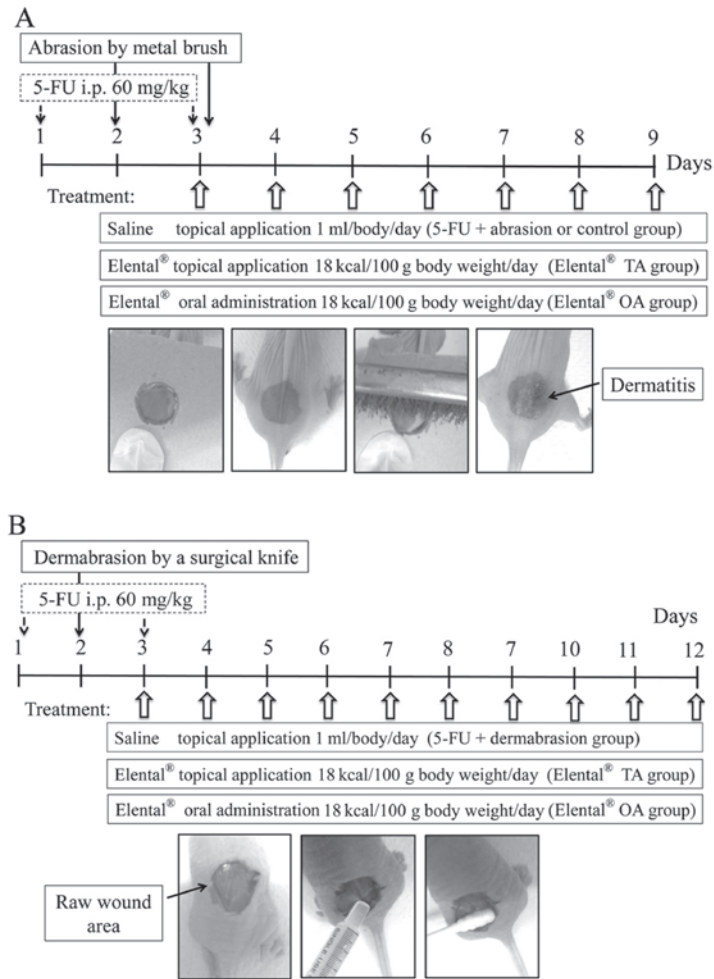 A
Abrasion by metal brush
5-FU i.p. 60 mg/kg
1 2 3 4 5 6 7 8 9 Days
Treatment:
Saline topical application 1 ml/body/day (5-FU + abrasion or control group)
Elental® topical application 18 kcal/100 g body weight/day (Elental® TA group)
Elental® oral administration 18 kcal/100 g body weight/day (Elental® OA group)
Dermatitis
B
Dermabrasion by a surgical knife
5-FU i.p. 60 mg/kg
Days
1 2 3 4 5 6 7 8 7 10 11 12
Treatment:
Saline topical application 1 ml/body/day (5-FU + dermabrasion group)
Elental® topical application 18 kcal/100 g body weight/day (Elental® TA group)
Elental® oral administration 18 kcal/100 g body weight/day (Elental® OA group)
Raw wound
area